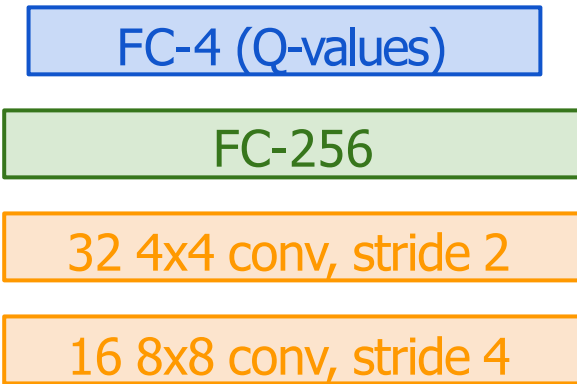 FC-4 (Q-values)
FC-256
32 4x4 conv, stride 2
16 8x8 conv, stride 4